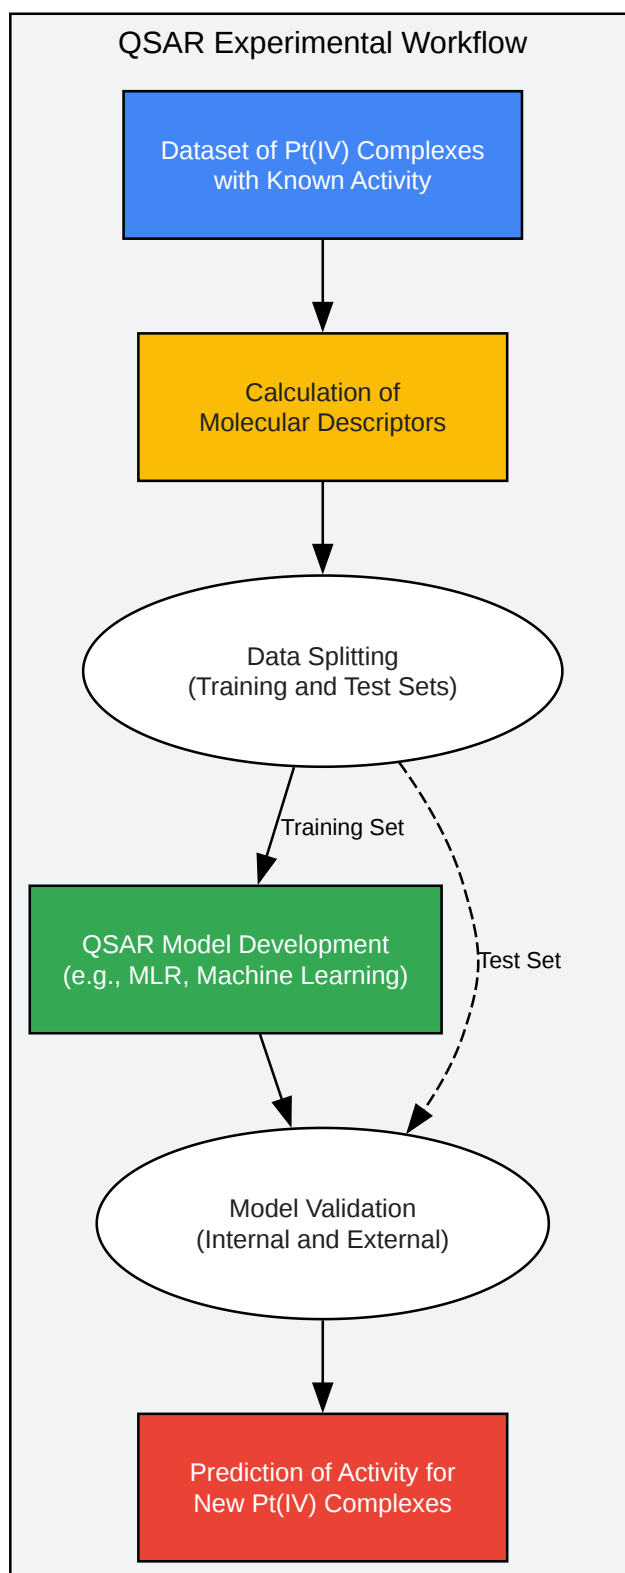 QSAR Experimental Workflow
Dataset of Pt(IV) Complexes
with Known Activity
Calculation of
Molecular Descriptors
Data Splitting
(Training and Test Sets)
Training Set
QSAR Model Development
(e.g., MLR, Machine Learning)
Test Set
Model Validation
(Internal and External)
Prediction of Activity for
New Pt(IV) Complexes